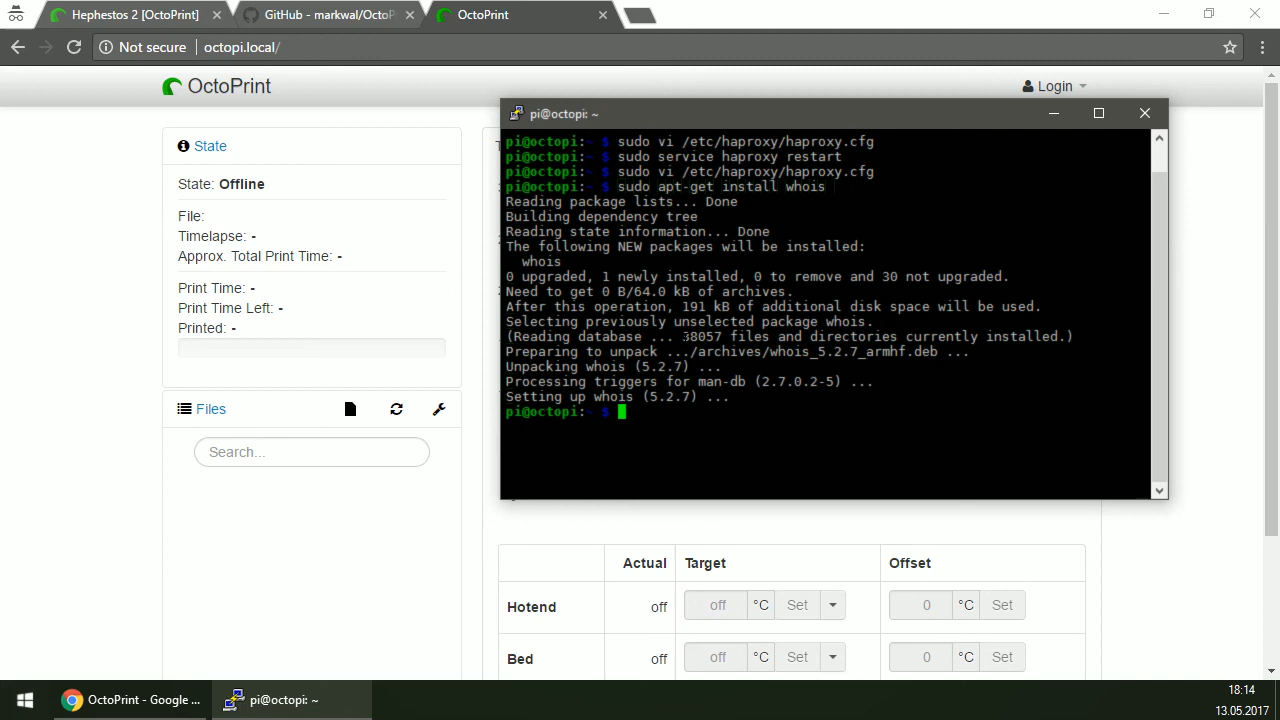 Hephestos 2 [OctoPrint]
GitHub - markwal/OctoP
OctoPrint
Not secure
octopi.local/
OctoPrint
Login
pi@octopi: ~
State
State: Offline
File:
Timelapse: -
Approx. Total Print Time: -
Print Time: -
Print Time Left: -
Printed: -
Files
Search...
pi@octopi:~ $ sudo vi /etc/haproxy/haproxy.cfg
pi@octopi:~ $ sudo service haproxy restart
pi@octopi:~ $ sudo vi /etc/haproxy/haproxy.cfg
pi@octopi:~ $ sudo apt-get install whois
Reading package lists... Done
Building dependency tree
Reading state information... Done
The following NEW packages will be installed:
whois
0 upgraded, 1 newly installed, 0 to remove and 30 not upgraded.
Need to get 0 B/64.0 kB of archives.
After this operation, 191 kB of additional disk space will be used.
Selecting previously unselected package whois.
(Reading database ... 38057 files and directories currently installed.)
Preparing to unpack .../archives/whois_5.2.7_armhf.deb ...
Unpacking whois (5.2.7) ...
Processing triggers for man-db (2.7.0.2-5) ...
Setting up whois (5.2.7) ...
pi@octopi:~ $
Actual Target Offset
Hotend off off °C Set 0 °C Set
Bed off off °C Set 0 °C Set
OctoPrint - Google ...
pi@octopi: ~
18:14
13.05.2017